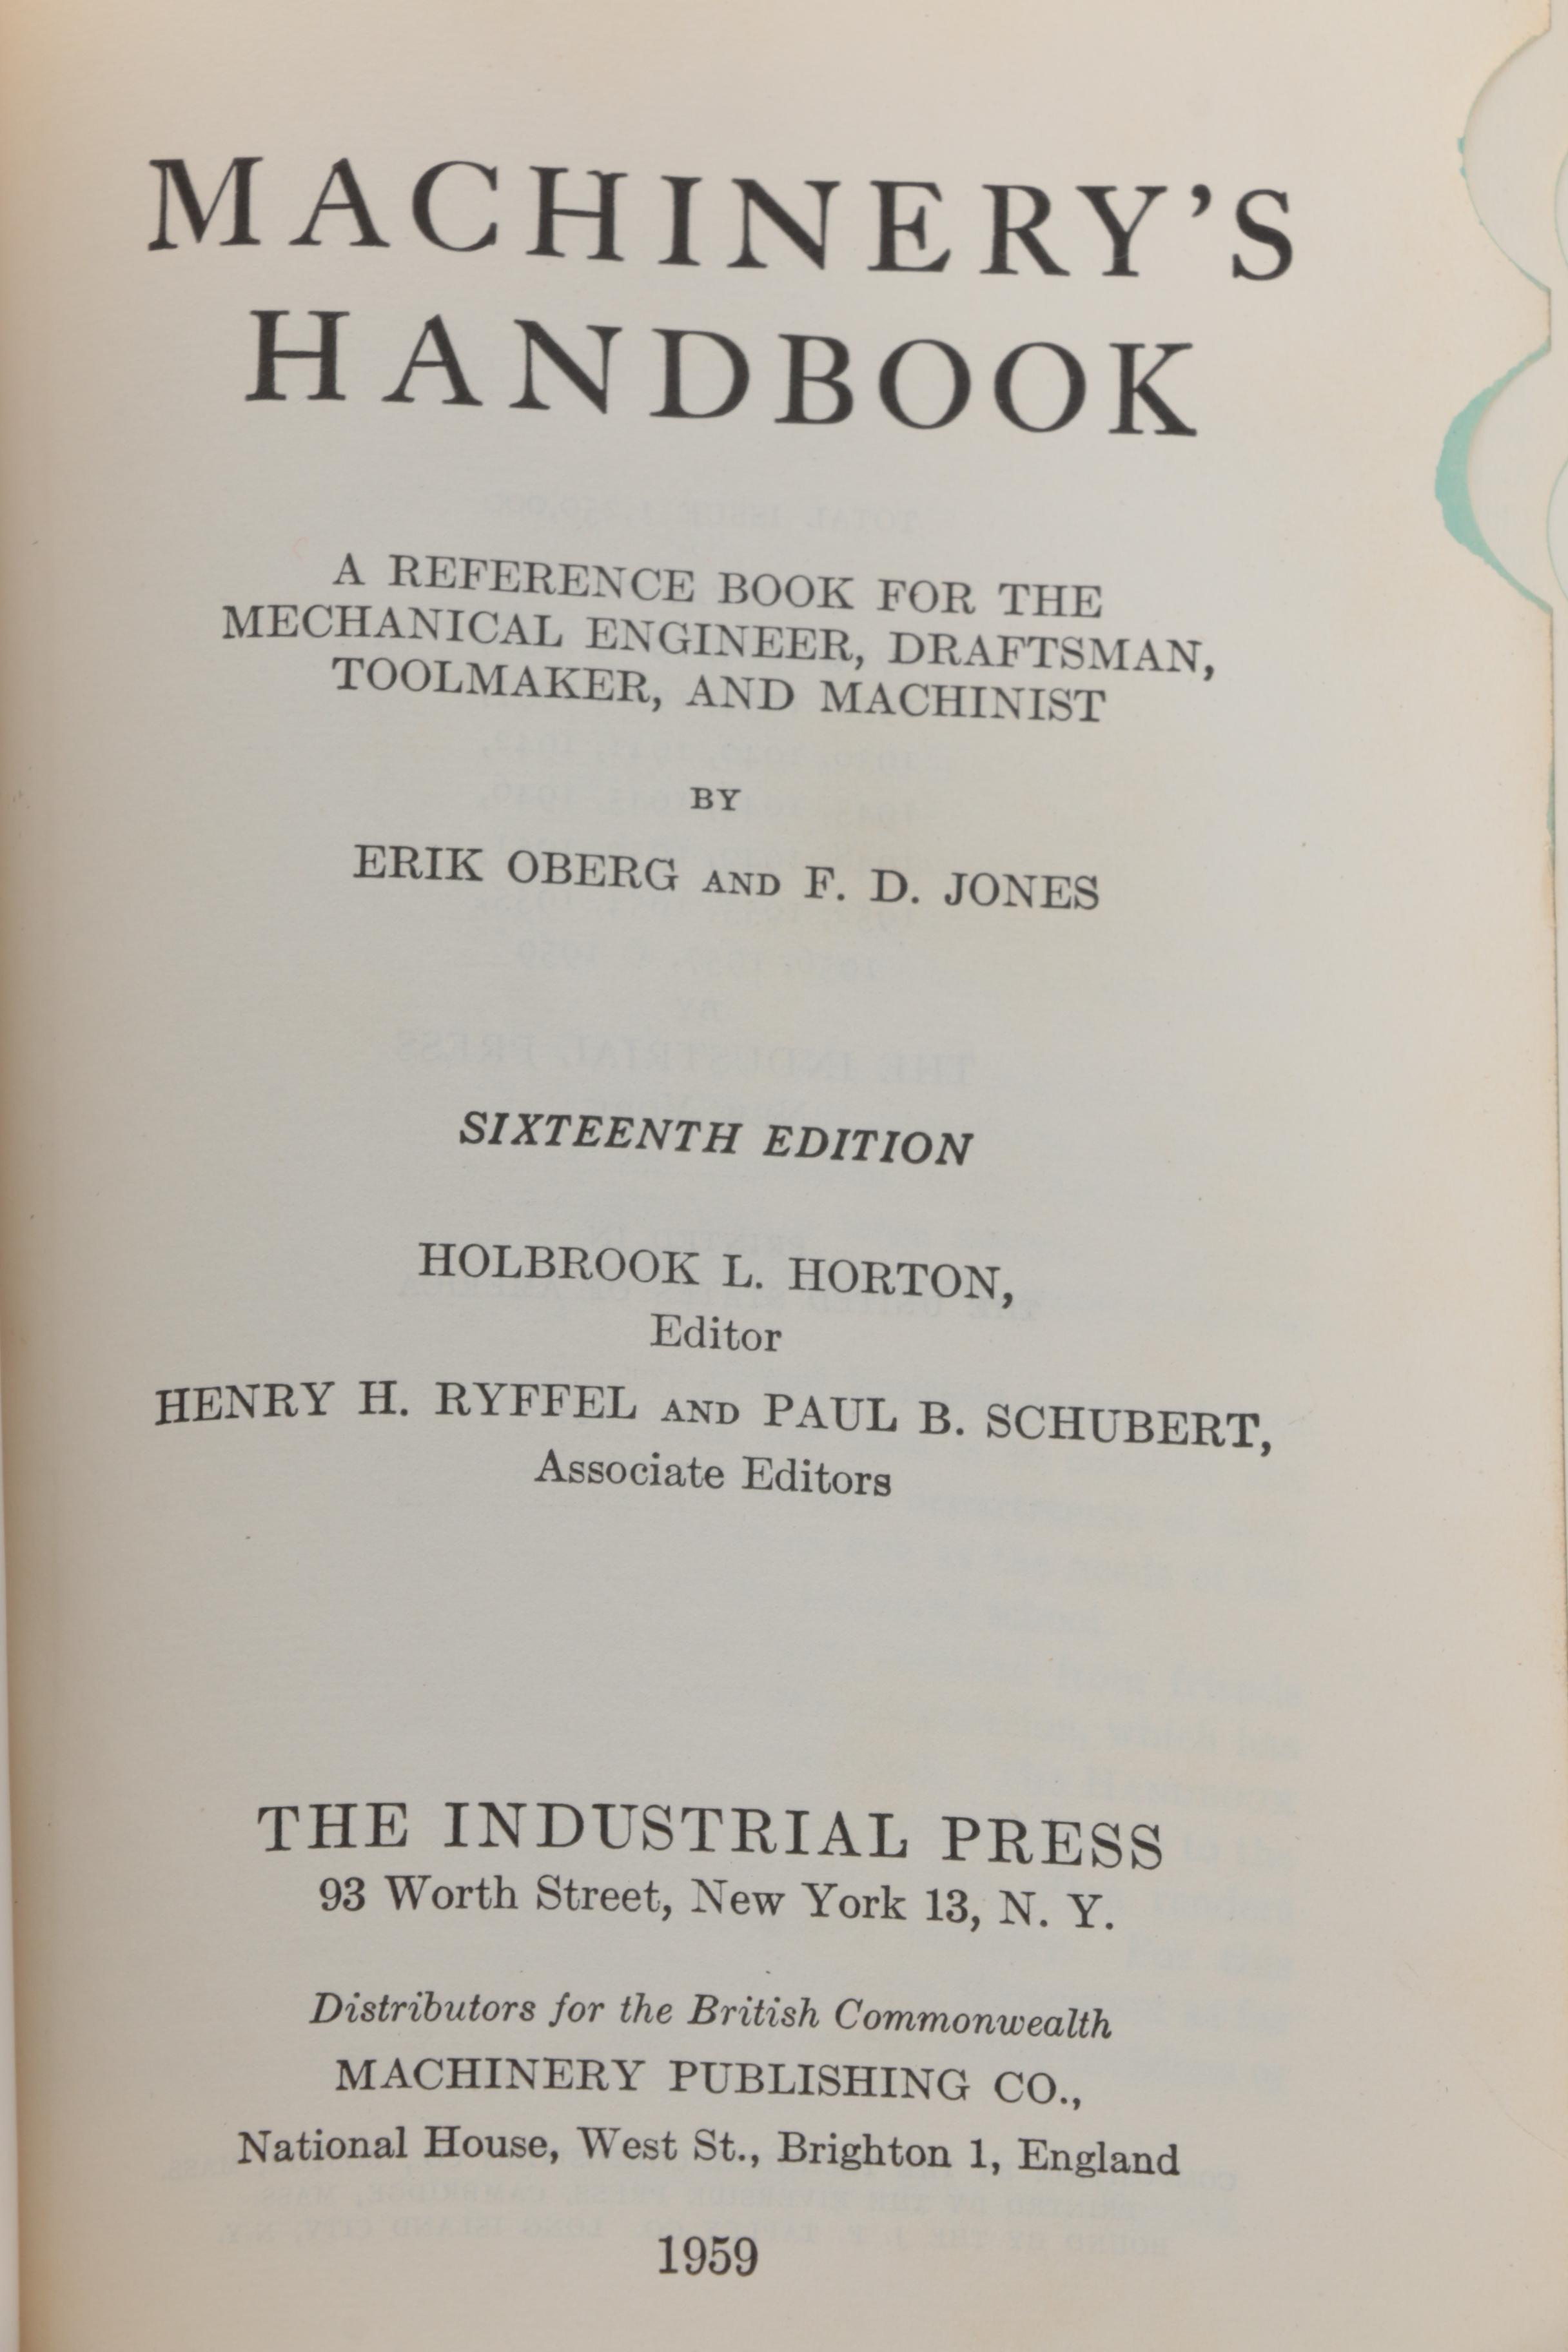 MACHINERY'S
HANDBOOK
A REFERENCE BOOK FOR THE
MECHANICAL ENGINEER, DRAFTSMAN,
TOOLMAKER, AND MACHINIST
BY
ERIK OBERG AND F. D. JONES
SIXTEENTH EDITION
HOLBROOK L. HORTON,
Editor
HENRY H. RYFFEL AND PAUL B. SCHUBERT,
Associate Editors
THE INDUSTRIAL PRESS
93 Worth Street, New York 13, N. Y.
Distributors for the British Commonwealth
MACHINERY PUBLISHING CO.,
National House, West St., Brighton 1, England
1959